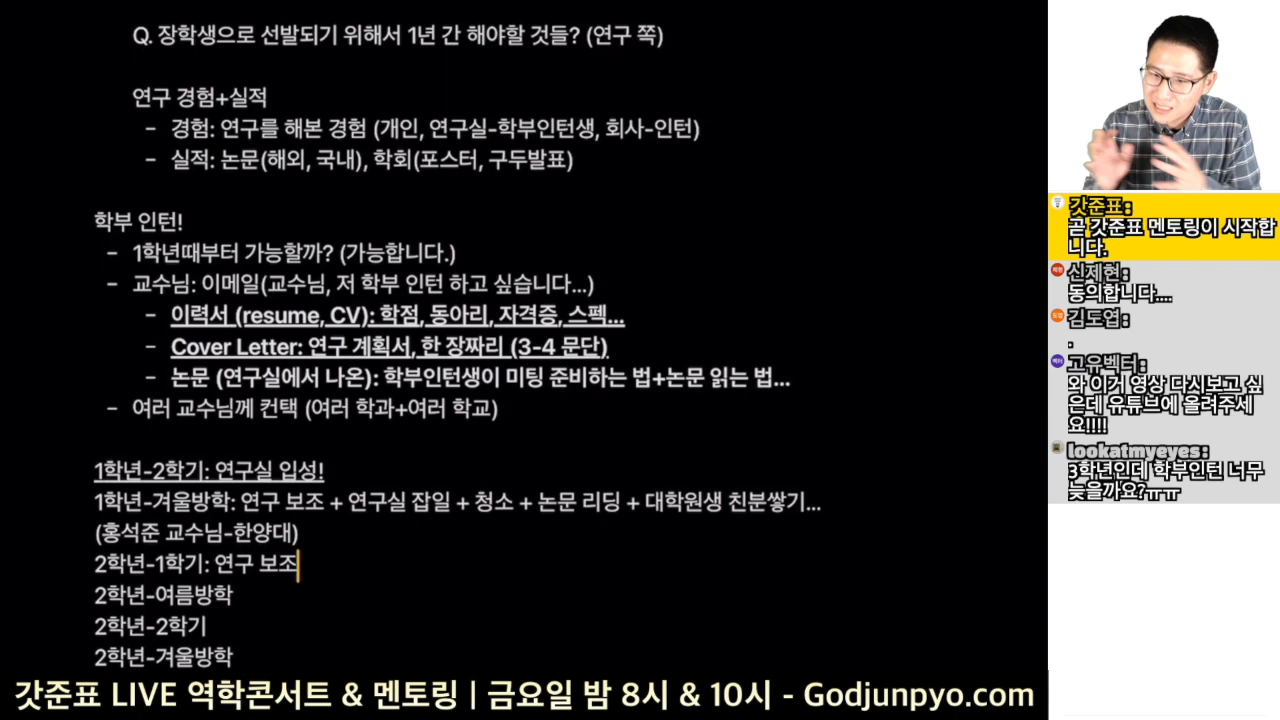 Q. 장학생으로 선발되기 위해서 1년 간 해야할 것들? (연구 쪽)
연구 경험+실적
- 경험: 연구를 해본 경험 (개인, 연구실-학부인턴생, 회사-인턴)
- 실적: 논문(해외, 국내), 학회(포스터, 구두발표)
학부 인턴!
- 1학년때부터 가능할까? (가능합니다.)
- 교수님: 이메일(교수님, 저 학부 인턴 하고 싶습니다...)
- 이력서 (resume, CV): 학점, 동아리, 자격증, 스펙...
- Cover Letter: 연구 계획서, 한 장짜리 (3-4 문단)
- 논문 (연구실에서 나온): 학부인턴생이 미팅 준비하는 법+논문 읽는 법...
- 여러 교수님께 컨택 (여러 학과+여러 학교)
1학년-2학기: 연구실 입성!
1학년-겨울방학: 연구 보조 + 연구실 잡일 + 청소 + 논문 리딩 + 대학원생 친분쌓기...
(홍석준 교수님-한양대)
2학년-1학기: 연구 보조
2학년-여름방학
2학년-2학기
2학년-겨울방학
갓준표 LIVE 역학콘서트 & 멘토링 | 금요일 밤 8시 & 10시 - Godjunpyo.com
갓준표:
곧 갓준표 멘토링이 시작합
니다.
제현
신제현:
동의합니다....
도엽
김도엽:
.
벡터
고유벡터:
와 이거 영상 다시보고 싶
은데 유튜브에 올려주세
요!!!!
lookatmyeyes:
3학년인데 학부인턴 너무
늦을까요?ㅠㅠ